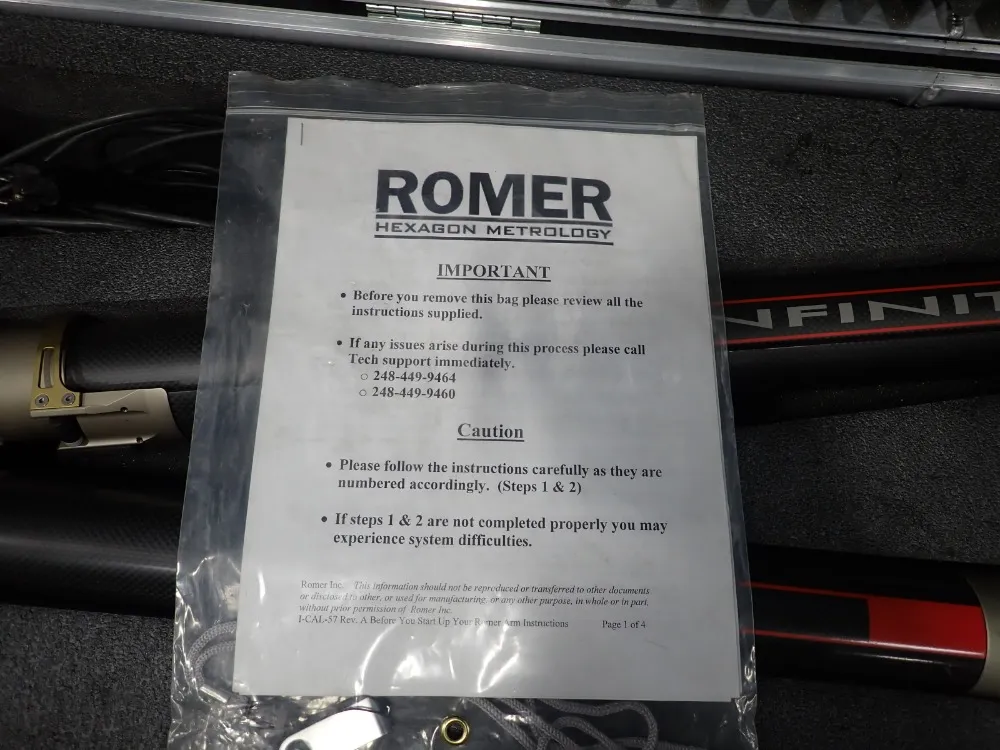 ROMER
HEXAGON METROLOGY
IMPORTANT
• Before you remove this bag please review all the
instructions supplied.
• If any issues arise during this process please call
Tech support immediately.
○ 248-449-9464
○ 248-449-9460
Caution
• Please follow the instructions carefully as they are
numbered accordingly. (Steps 1 & 2)
• If steps 1 & 2 are not completed properly you may
experience system difficulties.
Romer Inc. This information should not be reproduced or transferred to other documents
or disclosed to other, or used for manufacturing, or any other purpose, in whole or in part,
without prior permission of Romer Inc.
I-CAL-57 Rev. A Before You Start Up Your Romer Arm Instructions Page 1 of 4
NFINIT